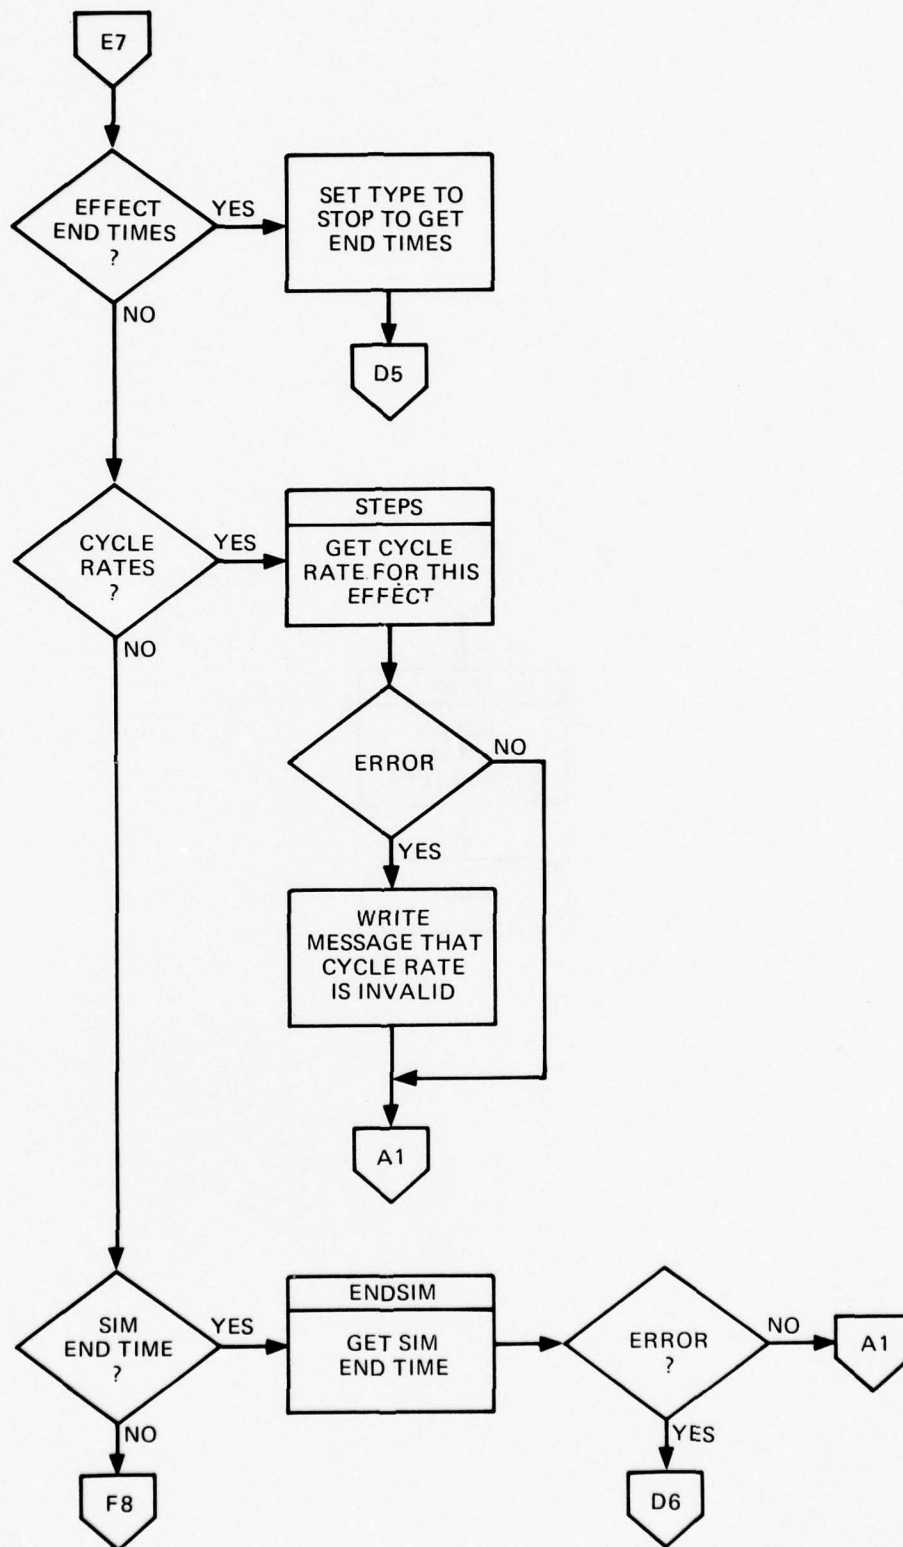 E7
EFFECT
END TIMES
?
YES
SET TYPE TO
STOP TO GET
END TIMES
NO
D5
CYCLE
RATES
?
YES
STEPS
GET CYCLE
RATE FOR THIS
EFFECT
NO
ERROR
NO
YES
WRITE
MESSAGE THAT
CYCLE RATE
IS INVALID
A1
SIM
END TIME
?
YES
ENDSIM
GET SIM
END TIME
ERROR
?
NO
A1
NO
YES
F8
D6